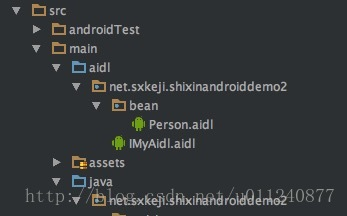 src
androidTest
main
aidl
net.sxkeji.shixinandroiddemo2
bean
Person.aidl
IMyAidl.aidl
assets
java
http://blog.csdn.net/u011240877
net.sxkeji.shixinandroiddemo2